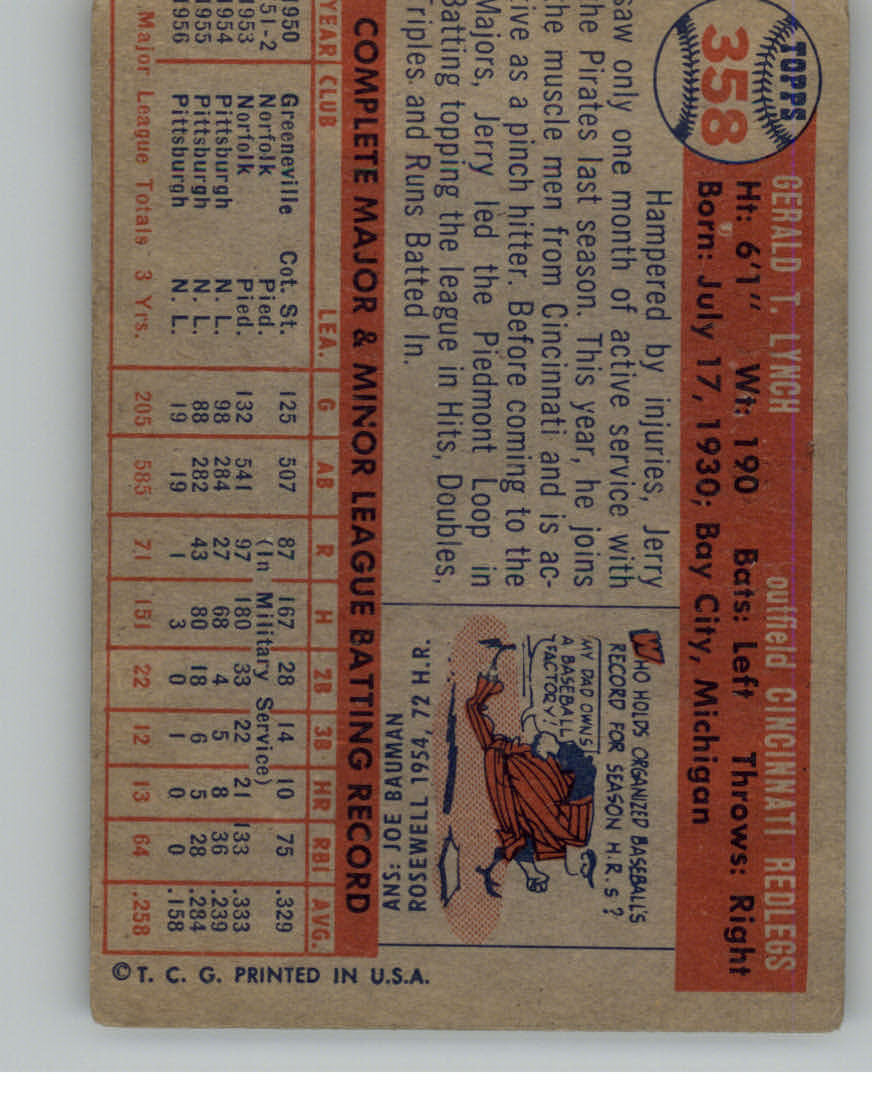 TOPPS
358
GERALD T. LYNCH outfield CINCINNATI REDLEGS
Ht: 6'1" Wt: 190 Bats: Left Throws: Right
Born: July 17, 1930; Bay City, Michigan
Hampered by injuries, Jerry
saw only one month of active service with
the Pirates last season. This year, he joins
the muscle men from Cincinnati and is ac-
ive as a pinch hitter. Before coming to the
Majors, Jerry led the Piedmont Loop in
Batting topping the league in Hits, Doubles,
Triples and Runs Batted In.
WHO HOLDS ORGANIZED BASEBALL'S
RECORD FOR SEASON H.R.s?
MY DAD OWNS
A BASEBALL
FACTORY!
ANS: JOE BAUMAN
ROSEWELL 1954, 72 H.R.
COMPLETE MAJOR & MINOR LEAGUE BATTING RECORD
YEAR CLUB LEA. G AB R H 2B 3B HR RBI AVG.
1950 Greeneville Cot. St. 125 507 87 167 28 14 10 75 .329
51-2 Norfolk Pied. (In Military Service)
1953 Norfolk Pied. 132 541 97 180 33 22 21 133 .333
1954 Pittsburgh N. L. 98 284 27 68 4 5 8 36 .239
1955 Pittsburgh N. L. 88 282 43 80 18 6 5 28 .284
1956 Pittsburgh N. L. 19 19 1 3 0 1 0 0 .158
Major League Totals 3 Yrs. 205 585 71 151 22 12 13 64 .258
©T. C. G. PRINTED IN U.S.A.